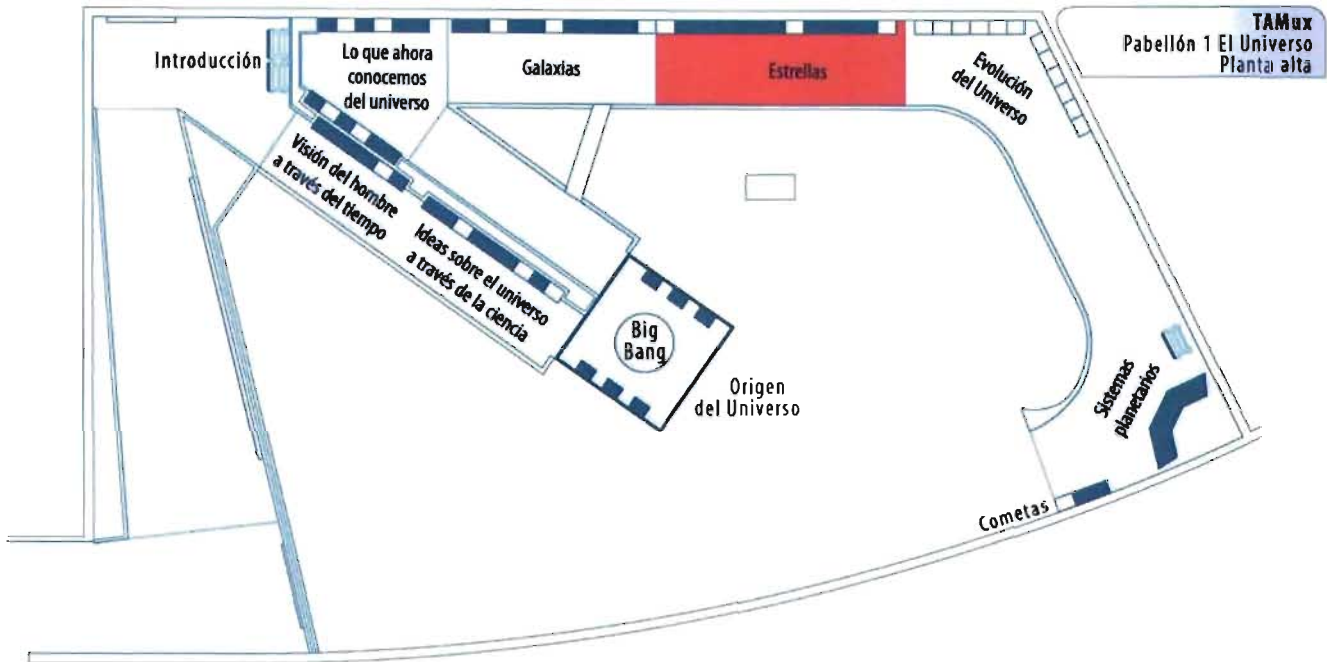 TAMux
Pabellón 1 El Universo
Planta alta
Introducción
Lo que ahora
conocemos
del universo
Galaxias
Estrellas
Evolución
del Universo
Visión del hombre
a través del tiempo
Ideas sobre el universo
a través de la ciencia
Big
Bang
Origen
del Universo
Sistemas
planetarios
Cometas